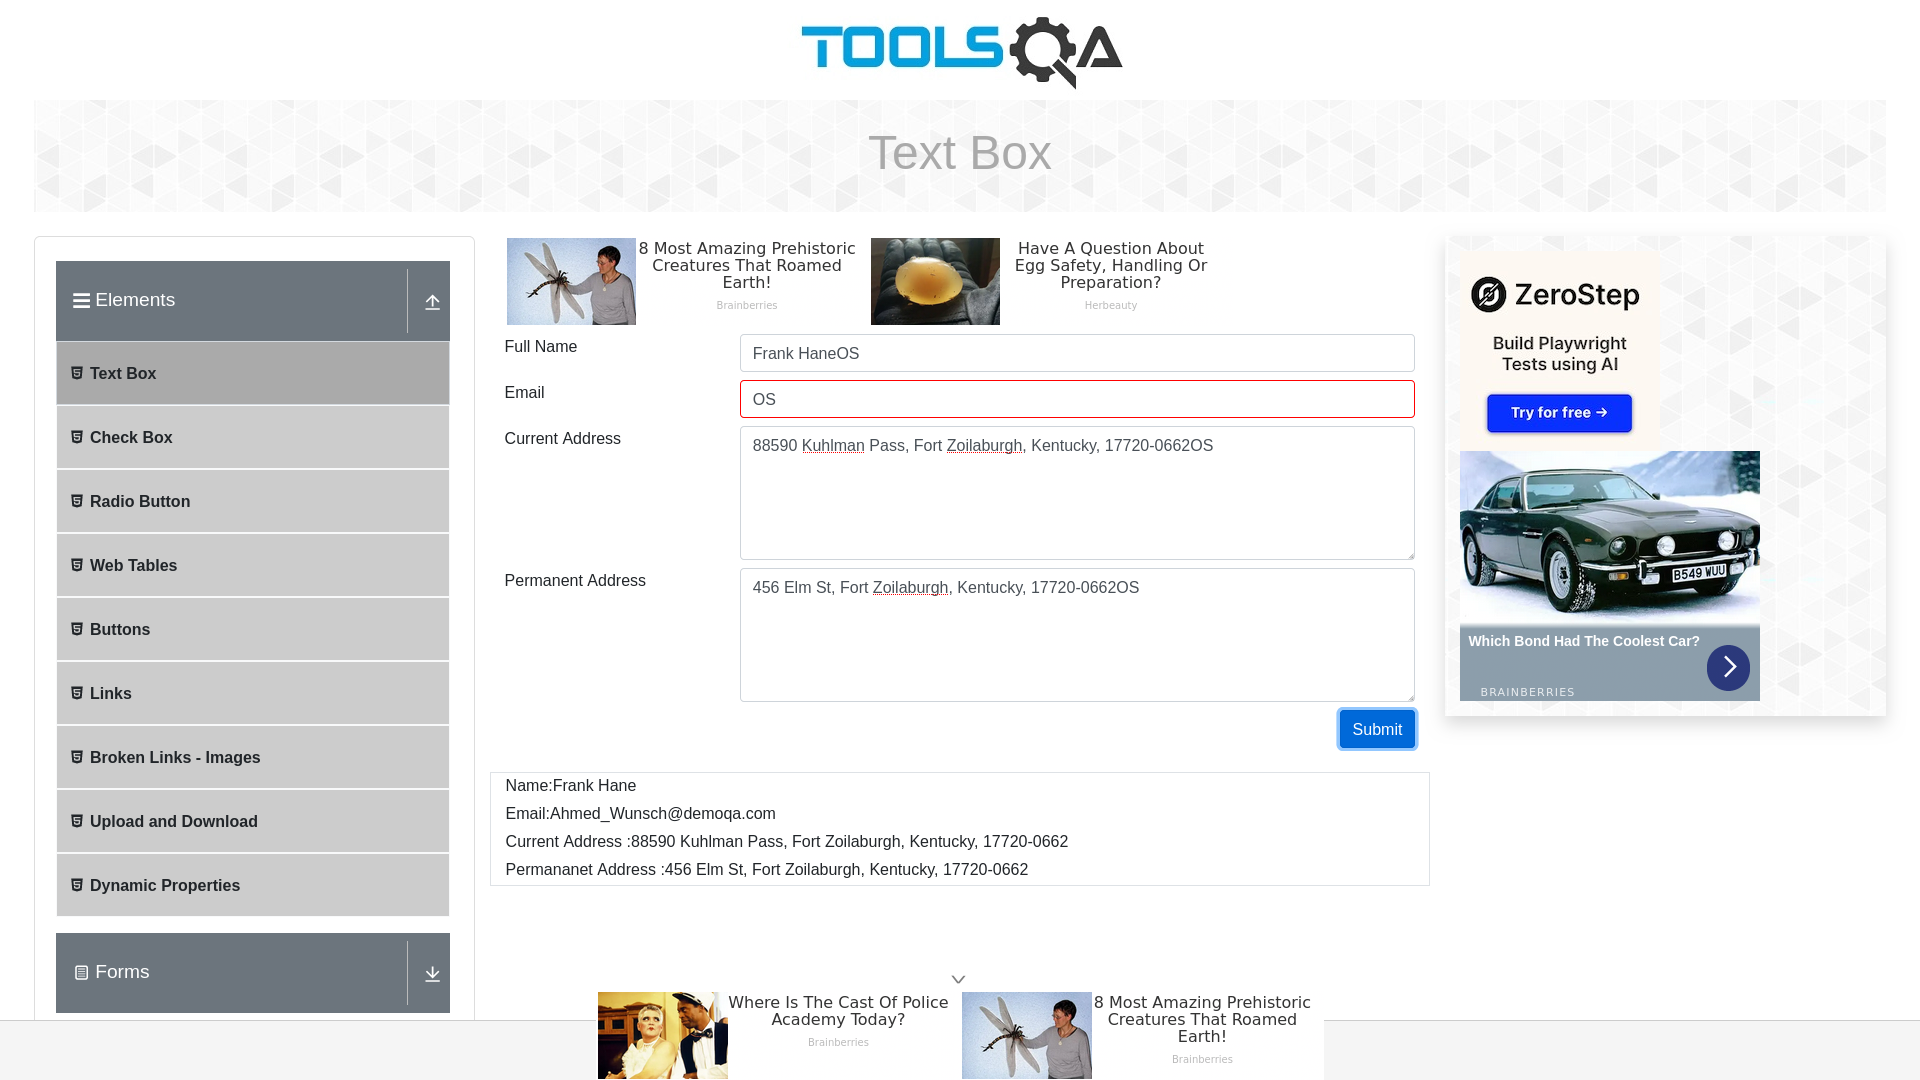 TOOLSQA
Text Box
Elements
Text Box
Check Box
Radio Button
Web Tables
Buttons
Links
Broken Links - Images
Upload and Download
Dynamic Properties
Forms
8 Most Amazing Prehistoric
Creatures That Roamed
Earth!
Brainberries
Have A Question About
Egg Safety, Handling Or
Preparation?
Herbeauty
Full Name
Frank HaneOS
Email
OS
Current Address
88590 Kuhlman Pass, Fort Zoilaburgh, Kentucky, 17720-0662OS
Permanent Address
456 Elm St, Fort Zoilaburgh, Kentucky, 17720-0662OS
Submit
Name:Frank Hane
Email:Ahmed_Wunsch@demoqa.com
Current Address :88590 Kuhlman Pass, Fort Zoilaburgh, Kentucky, 17720-0662
Permananet Address :456 Elm St, Fort Zoilaburgh, Kentucky, 17720-0662
ZeroStep
Build Playwright
Tests using AI
Try for free →
B549 WUU
Which Bond Had The Coolest Car?
BRAINBERRIES
Where Is The Cast Of Police
Academy Today?
Brainberries
8 Most Amazing Prehistoric
Creatures That Roamed
Earth!
Brainberries